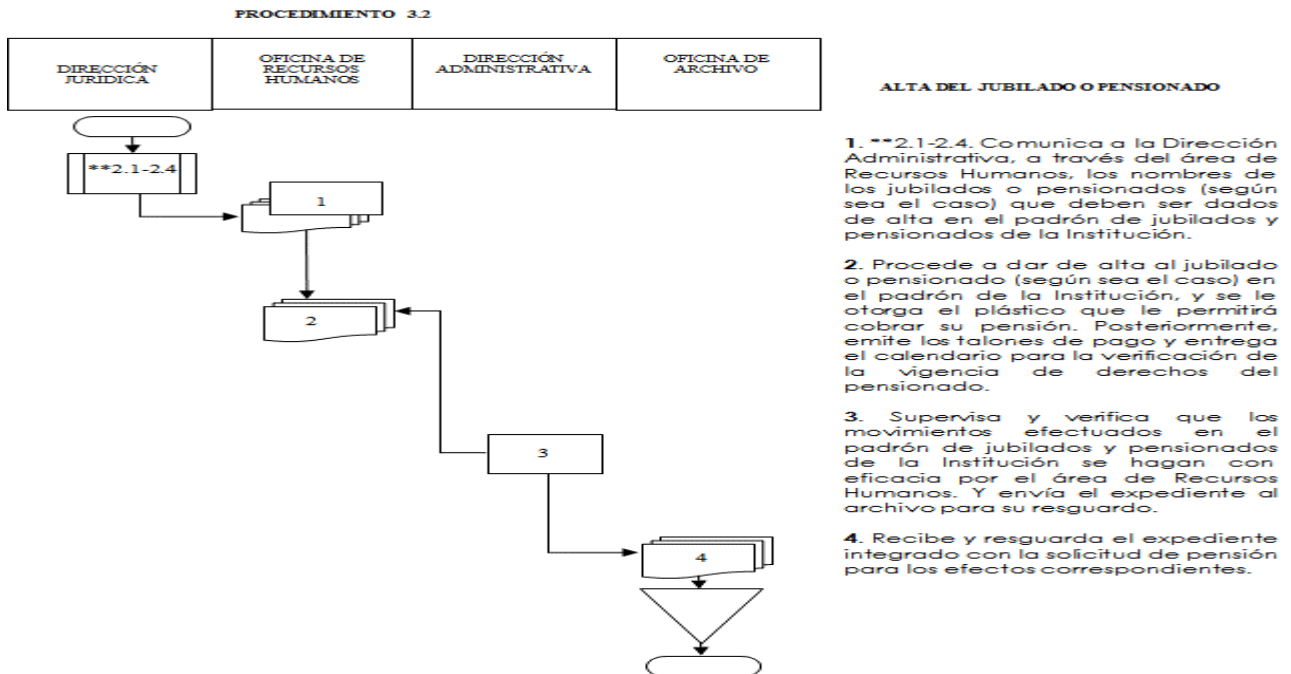 PROCEDIMIENTO 3.2
DIRECCIÓN
JURIDICA
OFICINA DE
RECURSOS
HUMANOS
DIRECCIÓN
ADMINISTRATIVA
OFICINA DE
ARCHIVO
**2.1-2.4
1
2
3
4
ALTA DEL JUBILADO O PENSIONADO
1. **2.1-2.4. Comunica a la Dirección
Administrativa, a través del área de
Recursos Humanos, los nombres de
los jubilados o pensionados (según
sea el caso) que deben ser dados
de alta en el padrón de jubilados y
pensionados de la Institución.
2. Procede a dar de alta al jubilado
o pensionado (según sea el caso) en
el padrón de la Institución, y se le
otorga el plástico que le permitirá
cobrar su pensión. Posteriormente,
emite los talones de pago y entrega
el calendario para la verificación de
la vigencia de derechos del
pensionado.
3. Supervisa y verifica que los
movimientos efectuados en el
padrón de jubilados y pensionados
de la Institución se hagan con
eficacia por el área de Recursos
Humanos. Y envía el expediente al
archivo para su resguardo.
4. Recibe y resguarda el expediente
integrado con la solicitud de pensión
para los efectos correspondientes.